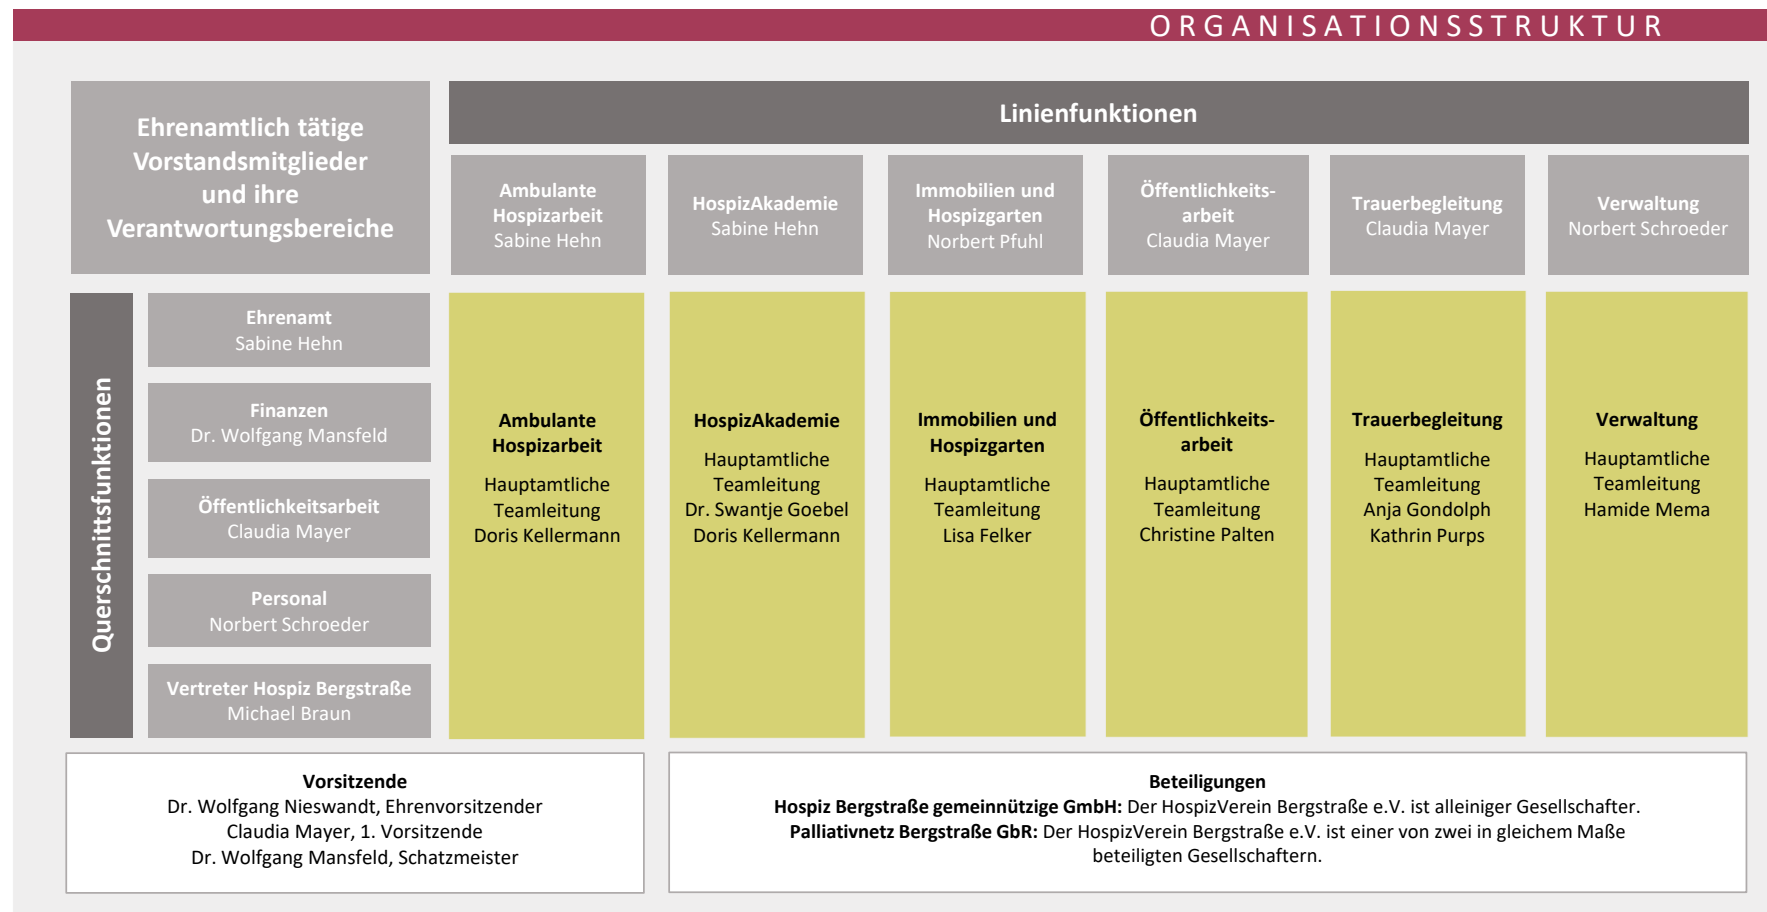 ORGANISATIONSSTRUKTUR
Ehrenamtlich tätige
Vorstandsmitglieder
und ihre
Verantwortungsbereiche
Linienfunktionen
Ambulante
Hospizarbeit
Sabine Hehn
HospizAkademie
Sabine Hehn
Immobilien und
Hospizgarten
Norbert Pfuhl
Öffentlichkeits-
arbeit
Claudia Mayer
Trauerbegleitung
Claudia Mayer
Verwaltung
Norbert Schroeder
Querschnittsfunktionen
Ehrenamt
Sabine Hehn
Finanzen
Dr. Wolfgang Mansfeld
Öffentlichkeitsarbeit
Claudia Mayer
Personal
Norbert Schroeder
Vertreter Hospiz Bergstraße
Michael Braun
Ambulante
Hospizarbeit
Hauptamtliche
Teamleitung
Doris Kellermann
HospizAkademie
Hauptamtliche
Teamleitung
Dr. Swantje Goebel
Doris Kellermann
Immobilien und
Hospizgarten
Hauptamtliche
Teamleitung
Lisa Felker
Öffentlichkeits-
arbeit
Hauptamtliche
Teamleitung
Christine Palten
Trauerbegleitung
Hauptamtliche
Teamleitung
Anja Gondolph
Kathrin Purps
Verwaltung
Hauptamtliche
Teamleitung
Hamide Mema
Vorsitzende
Dr. Wolfgang Nieswandt, Ehrenvorsitzender
Claudia Mayer, 1. Vorsitzende
Dr. Wolfgang Mansfeld, Schatzmeister
Beteiligungen
Hospiz Bergstraße gemeinnützige GmbH: Der HospizVerein Bergstraße e.V. ist alleiniger Gesellschafter.
Palliativnetz Bergstraße GbR: Der HospizVerein Bergstraße e.V. ist einer von zwei in gleichem Maße
beteiligten Gesellschaftern.